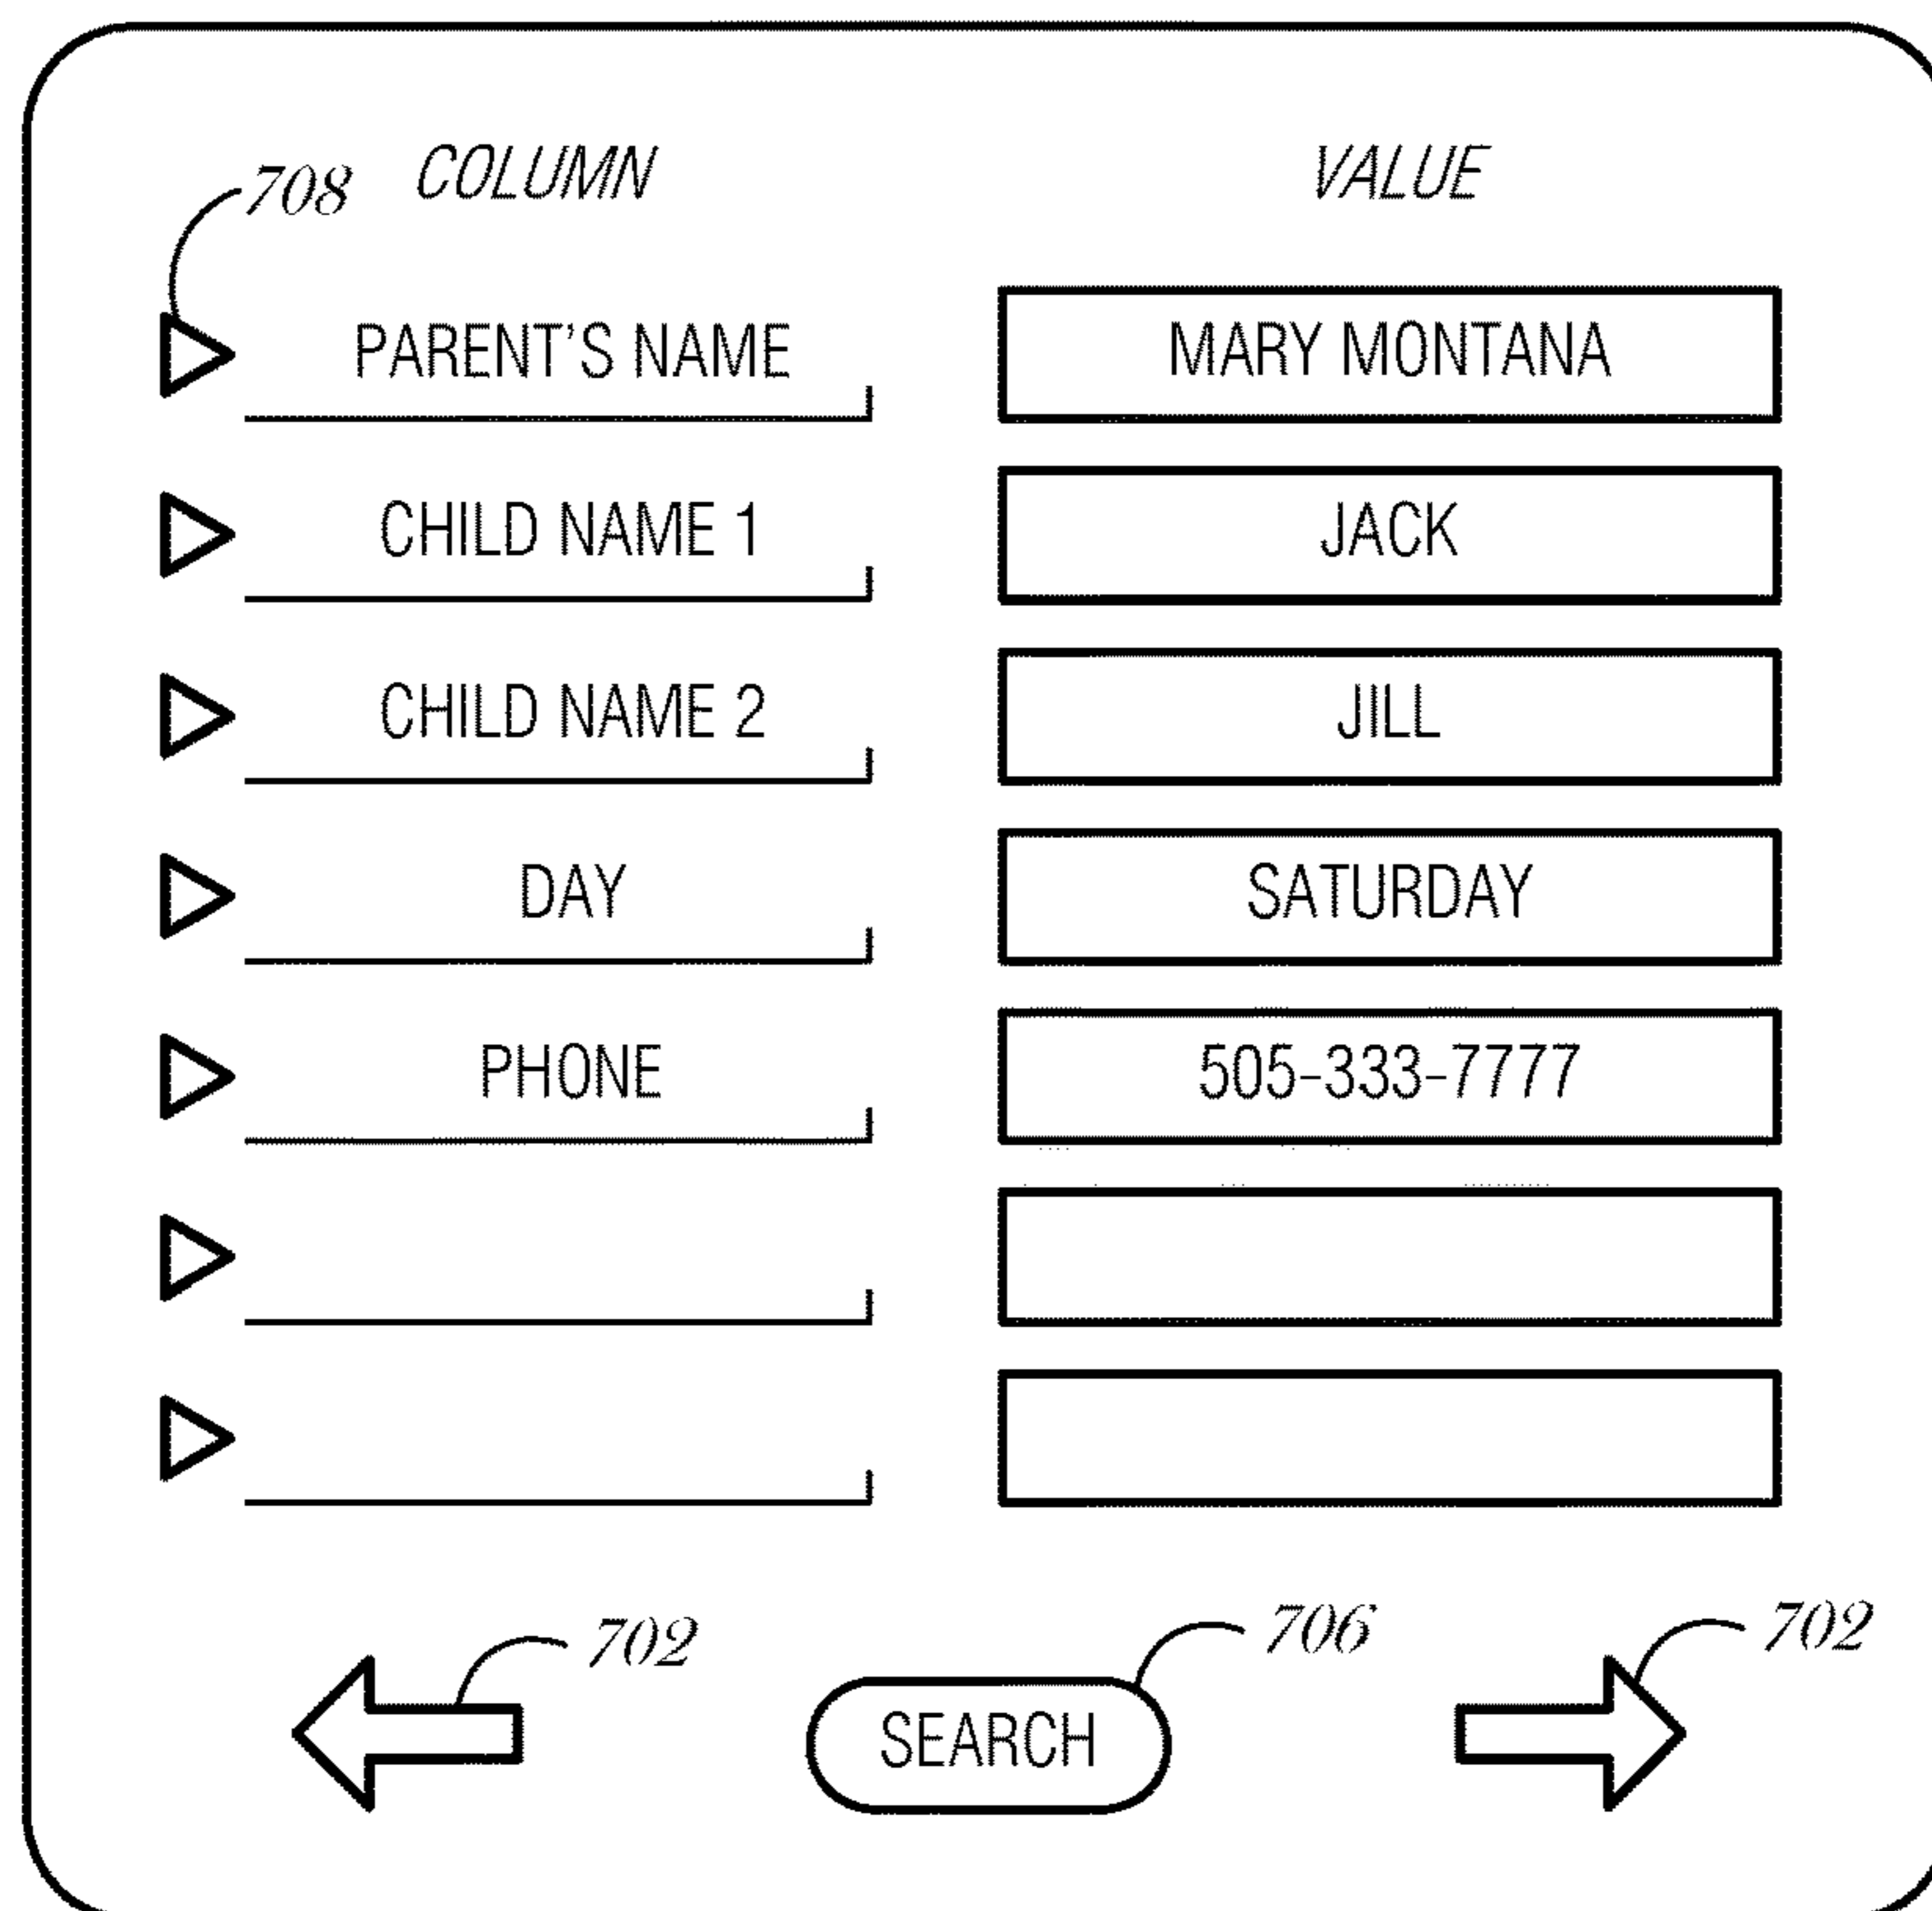 708 COLUMN VALUE
PARENT'S NAME MARY MONTANA
CHILD NAME 1 JACK
CHILD NAME 2 JILL
DAY SATURDAY
PHONE 505-333-7777
702 706 702
SEARCH